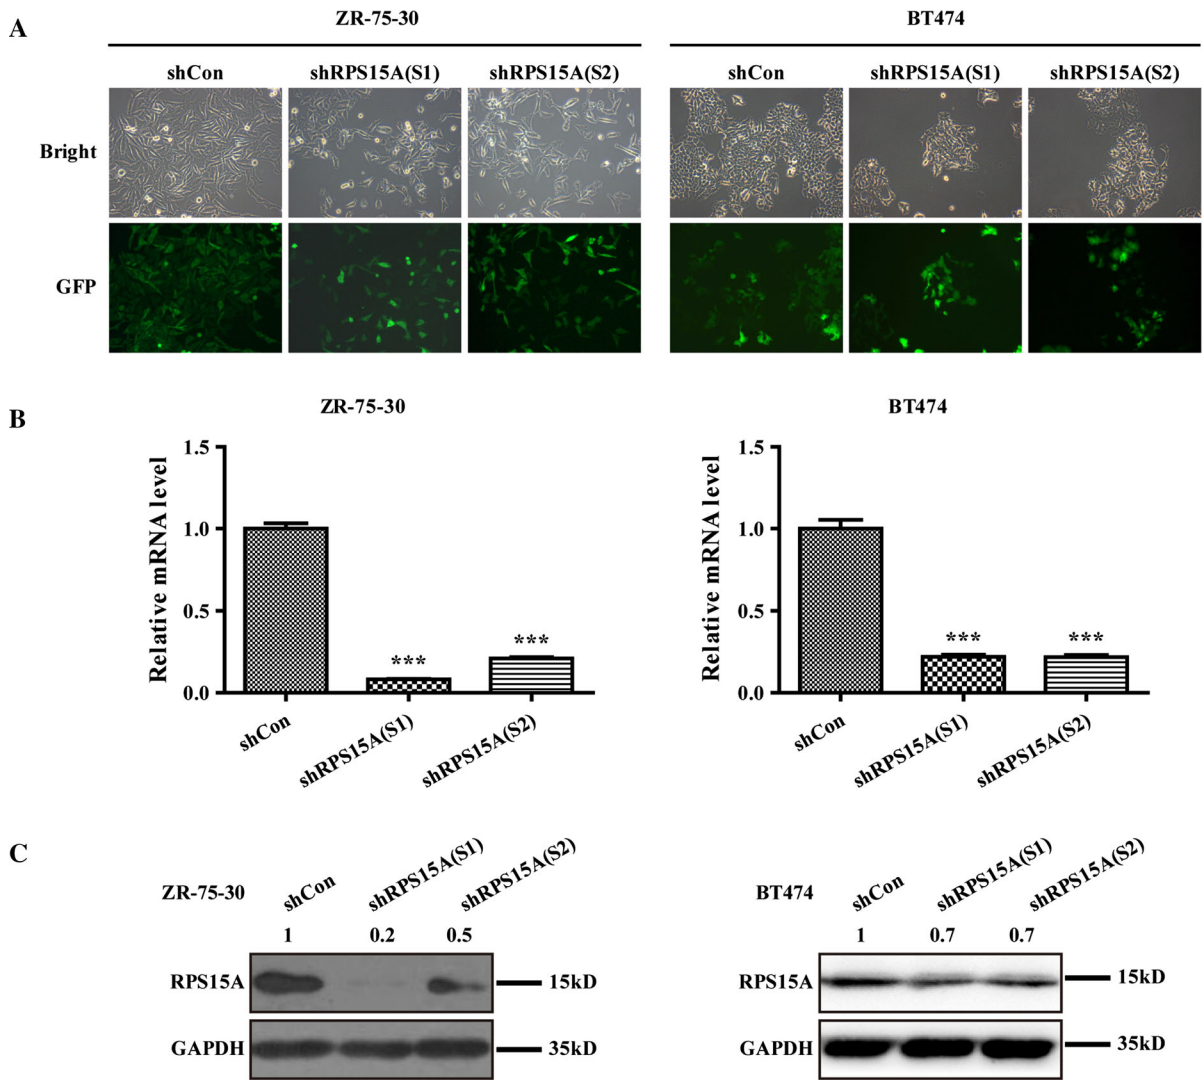 A
ZR-75-30
BT474
shCon
shRPS15A(S1)
shRPS15A(S2)
shCon
shRPS15A(S1)
shRPS15A(S2)
Bright
GFP
B
ZR-75-30
Relative mRNA level
1.5
1.0
0.5
0.0
***
***
shCon
shRPS15A(S1)
shRPS15A(S2)
BT474
Relative mRNA level
1.5
1.0
0.5
0.0
***
***
shCon
shRPS15A(S1)
shRPS15A(S2)
C
ZR-75-30
shCon
shRPS15A(S1)
shRPS15A(S2)
1
0.2
0.5
RPS15A
15kD
GAPDH
35kD
BT474
shCon
shRPS15A(S1)
shRPS15A(S2)
1
0.7
0.7
RPS15A
15kD
GAPDH
35kD